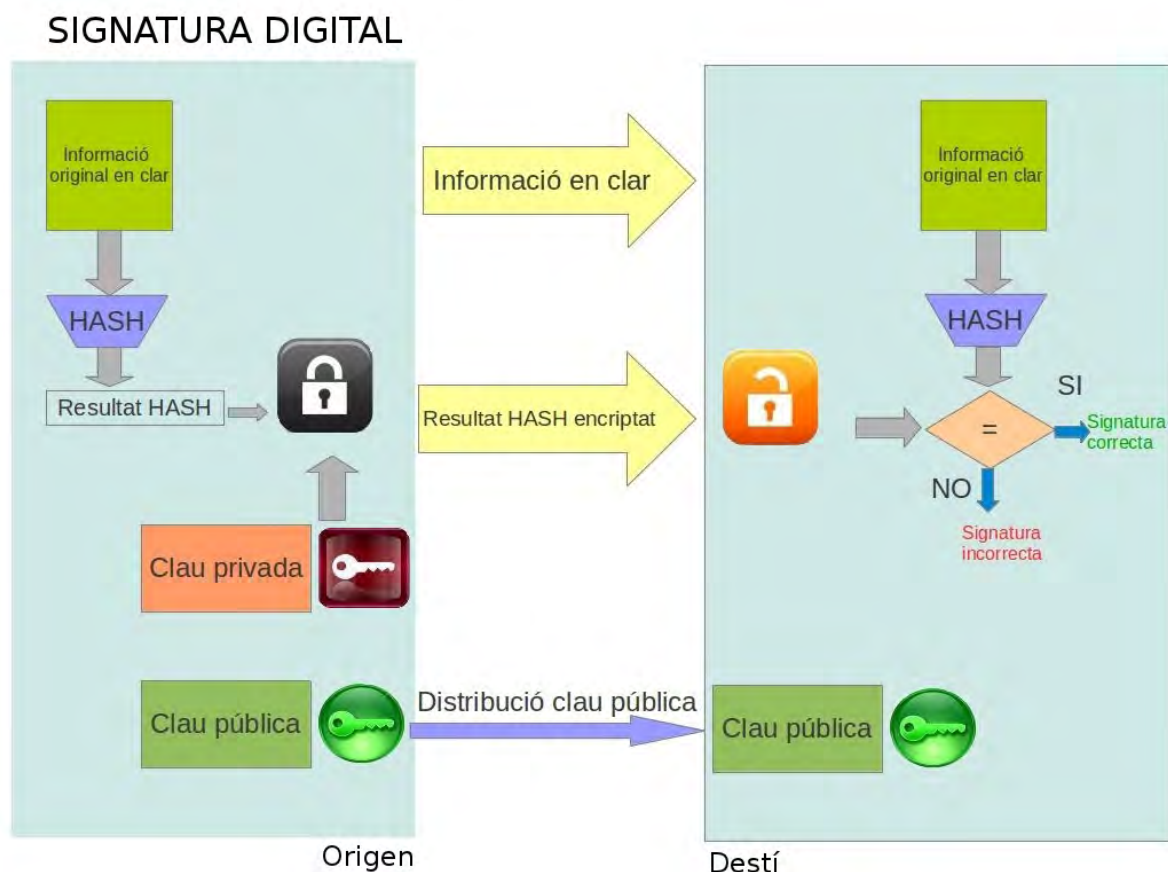 SIGNATURA DIGITAL
Informació
original en clar
HASH
Resultat HASH
Clau privada
Clau pública
Origen
Informació en clar
Resultat HASH encriptat
Distribució clau pública
Informació
original en clar
HASH
=
SI
Signatura
correcta
NO
Signatura
incorrecta
Clau pública
Destí